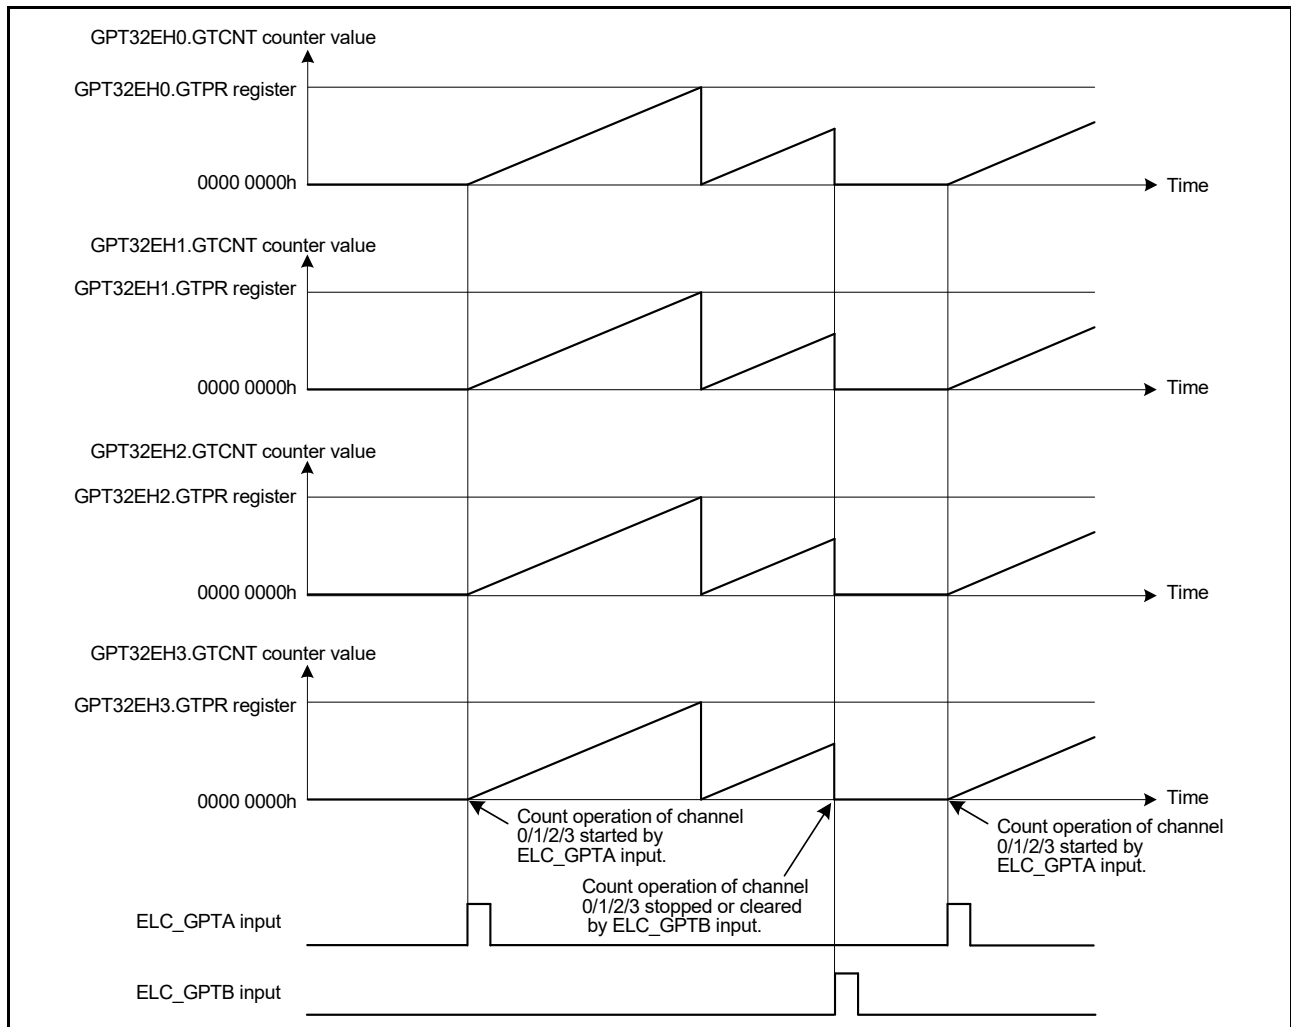 GPT32EH0.GTCNT counter value
GPT32EH0.GTPR register
0000 0000h
Time
GPT32EH1.GTCNT counter value
GPT32EH1.GTPR register
0000 0000h
Time
GPT32EH2.GTCNT counter value
GPT32EH2.GTPR register
0000 0000h
Time
GPT32EH3.GTCNT counter value
GPT32EH3.GTPR register
0000 0000h
Time
Count operation of channel
0/1/2/3 started by
ELC_GPTA input.
Count operation of channel
0/1/2/3 stopped or cleared
by ELC_GPTB input.
Count operation of channel
0/1/2/3 started by
ELC_GPTA input.
ELC_GPTA input
ELC_GPTB input